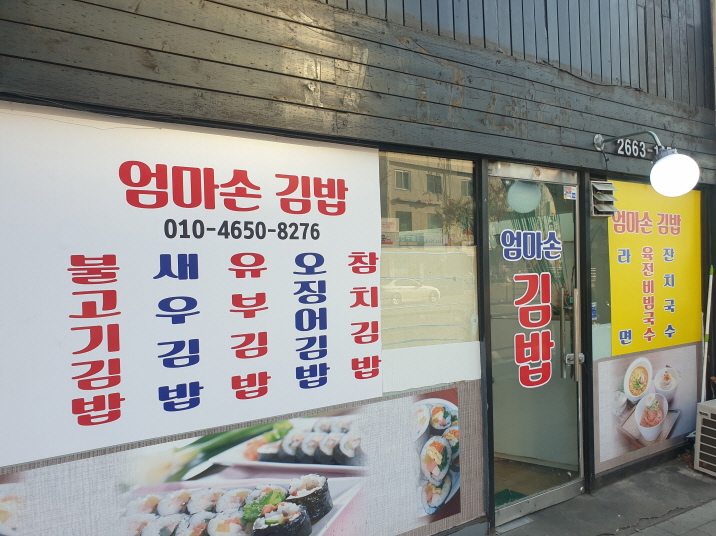 엄마손 김밥
010-4650-8276
불고기김밥
새우김밥
유부김밥
오징어김밥
참치김밥
엄마손
김밥
엄마손 김밥
라면
육전비빔국수
잔치국수